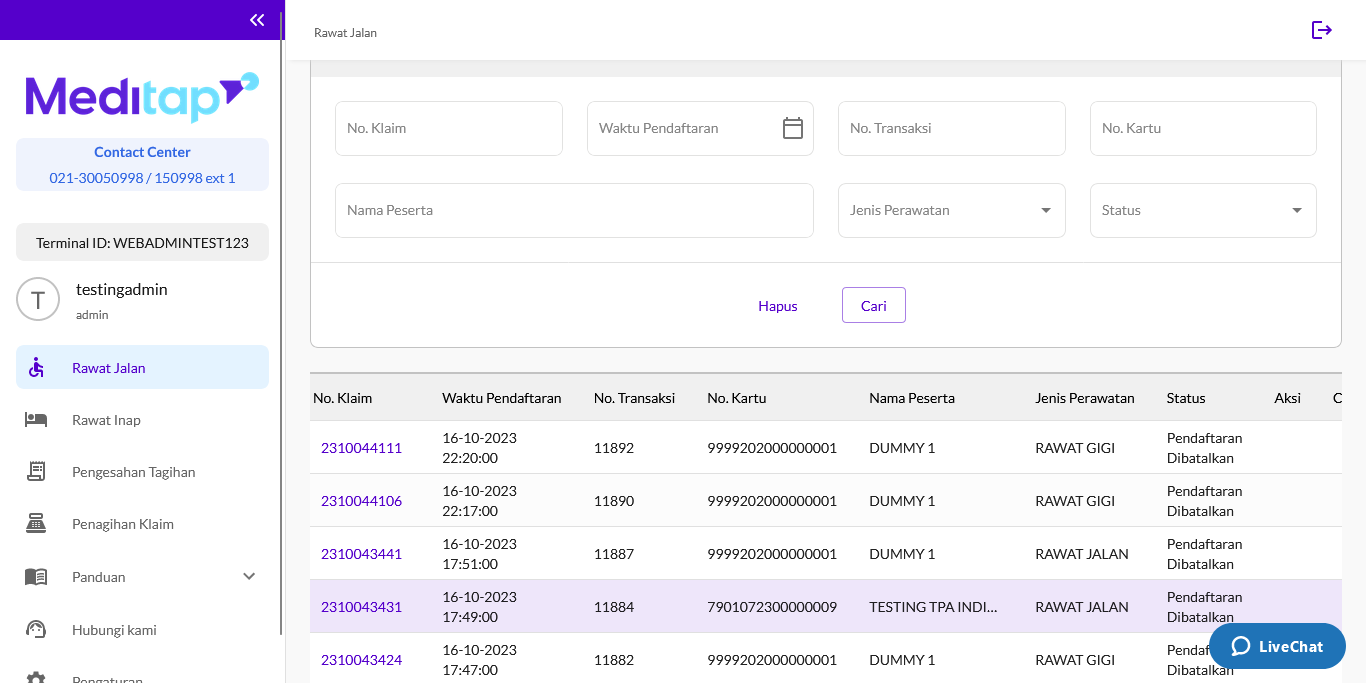 Rawat Jalan
Meditap
Contact Center
021-30050998 / 150998 ext 1
Terminal ID: WEBADMINTEST123
T
testingadmin
admin
Rawat Jalan
Rawat Inap
Pengesahan Tagihan
Penagihan Klaim
Panduan
Hubungi kami
Pengaturan
No. Klaim
Waktu Pendaftaran
No. Transaksi
No. Kartu
Nama Peserta
Jenis Perawatan
Status
Hapus
Cari
No. Klaim Waktu Pendaftaran No. Transaksi No. Kartu Nama Peserta Jenis Perawatan Status Aksi
2310044111 16-10-2023 22:20:00 11892 9999202000000001 DUMMY 1 RAWAT GIGI Pendaftaran Dibatalkan
2310044106 16-10-2023 22:17:00 11890 9999202000000001 DUMMY 1 RAWAT GIGI Pendaftaran Dibatalkan
2310043441 16-10-2023 17:51:00 11887 9999202000000001 DUMMY 1 RAWAT JALAN Pendaftaran Dibatalkan
2310043431 16-10-2023 17:49:00 11884 7901072300000009 TESTING TPA INDI... RAWAT JALAN Pendaftaran Dibatalkan
2310043424 16-10-2023 17:47:00 11882 9999202000000001 DUMMY 1 RAWAT GIGI
LiveChat